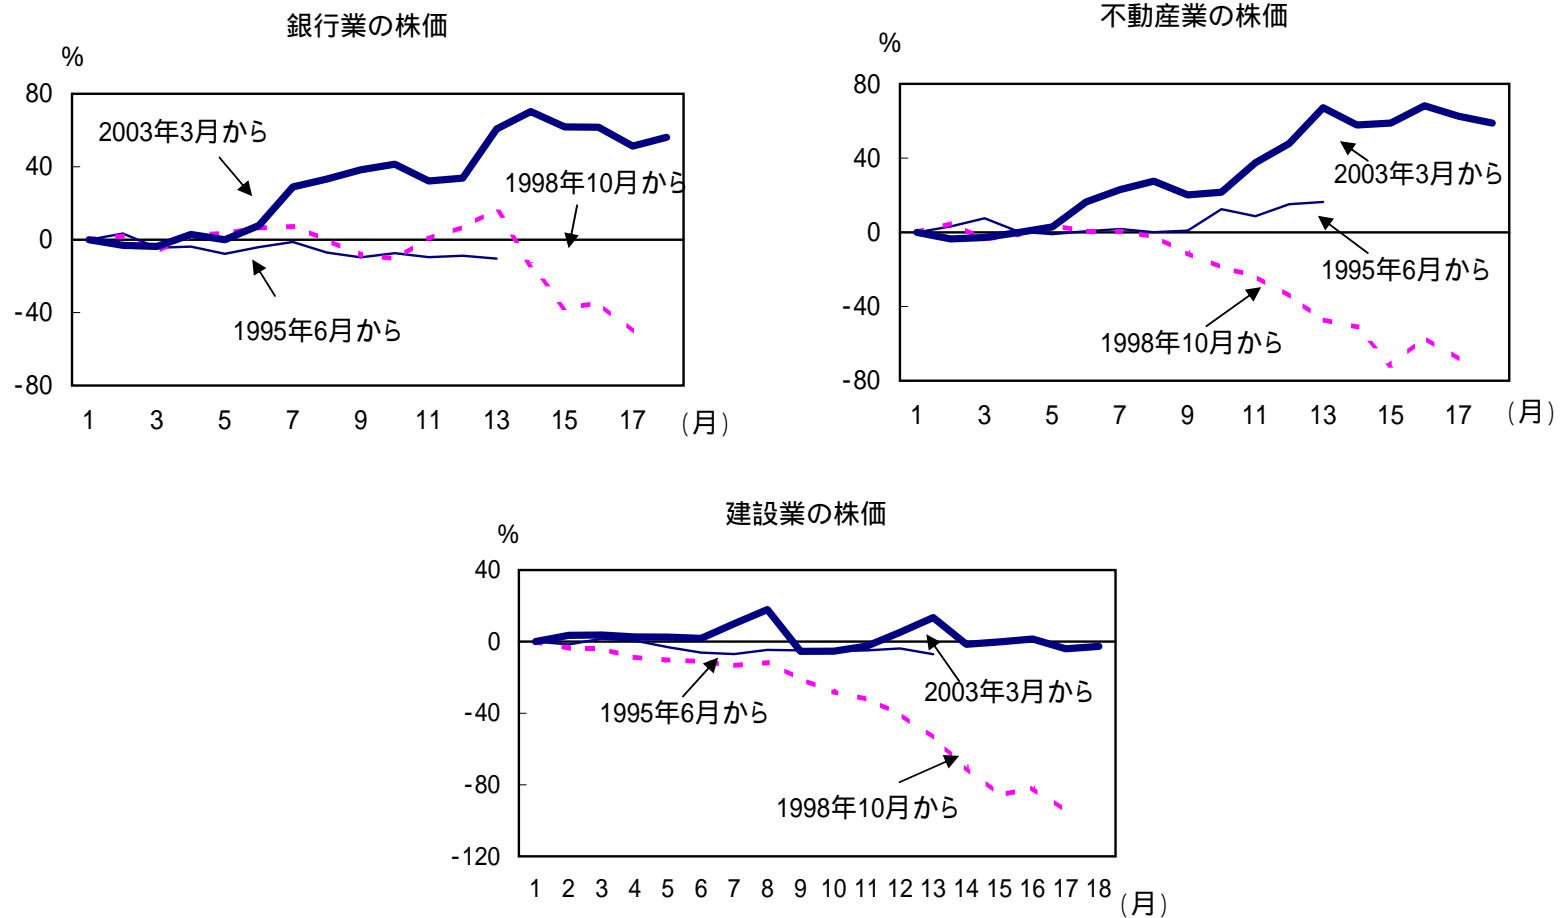 銀行業の株価
%
80
40
0
-40
-80
2003年3月から
1998年10月から
1995年6月から
1 3 5 7 9 11 13 15 17 (月)
不動産業の株価
%
80
40
0
-40
-80
2003年3月から
1995年6月から
1998年10月から
1 3 5 7 9 11 13 15 17 (月)
建設業の株価
%
40
0
-40
-80
-120
2003年3月から
1995年6月から
1998年10月から
1 2 3 4 5 6 7 8 9 10 11 12 13 14 15 16 17 18 (月)